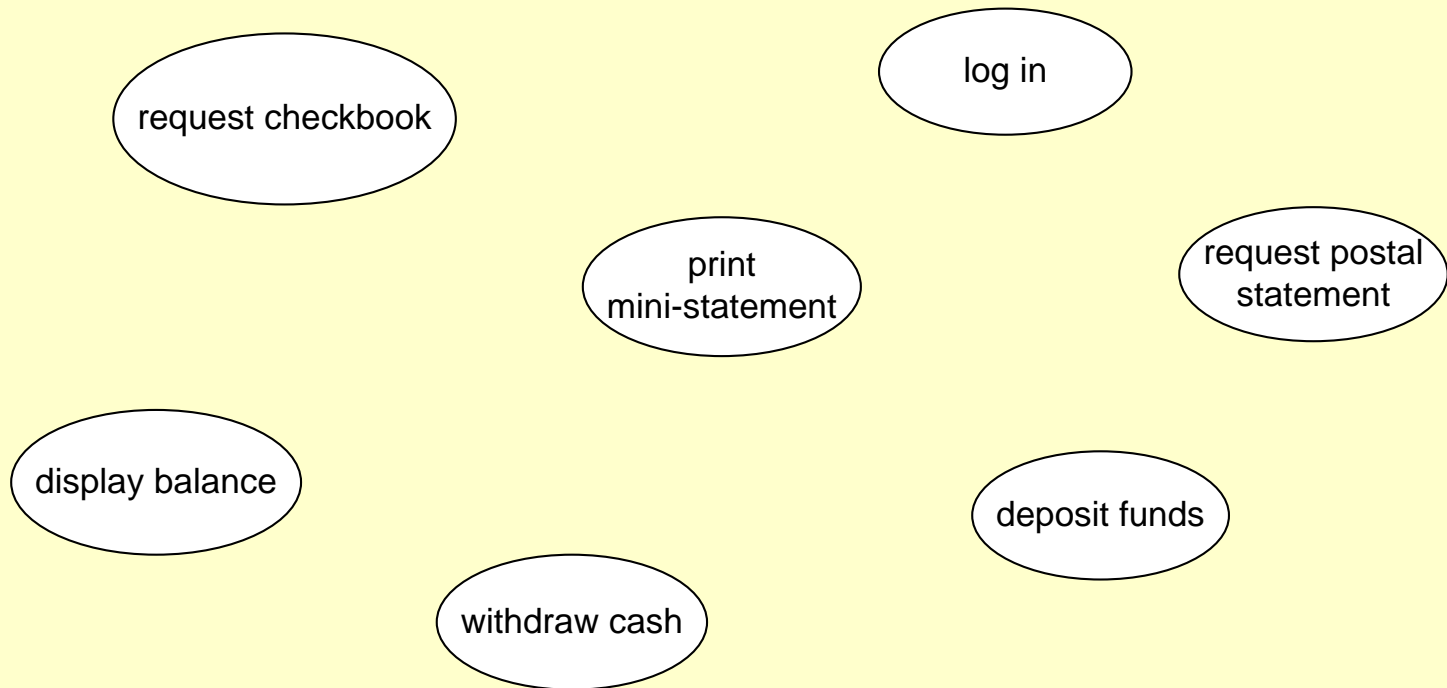 log in
request checkbook
request postal
statement
print
mini-statement
display balance
deposit funds
withdraw cash